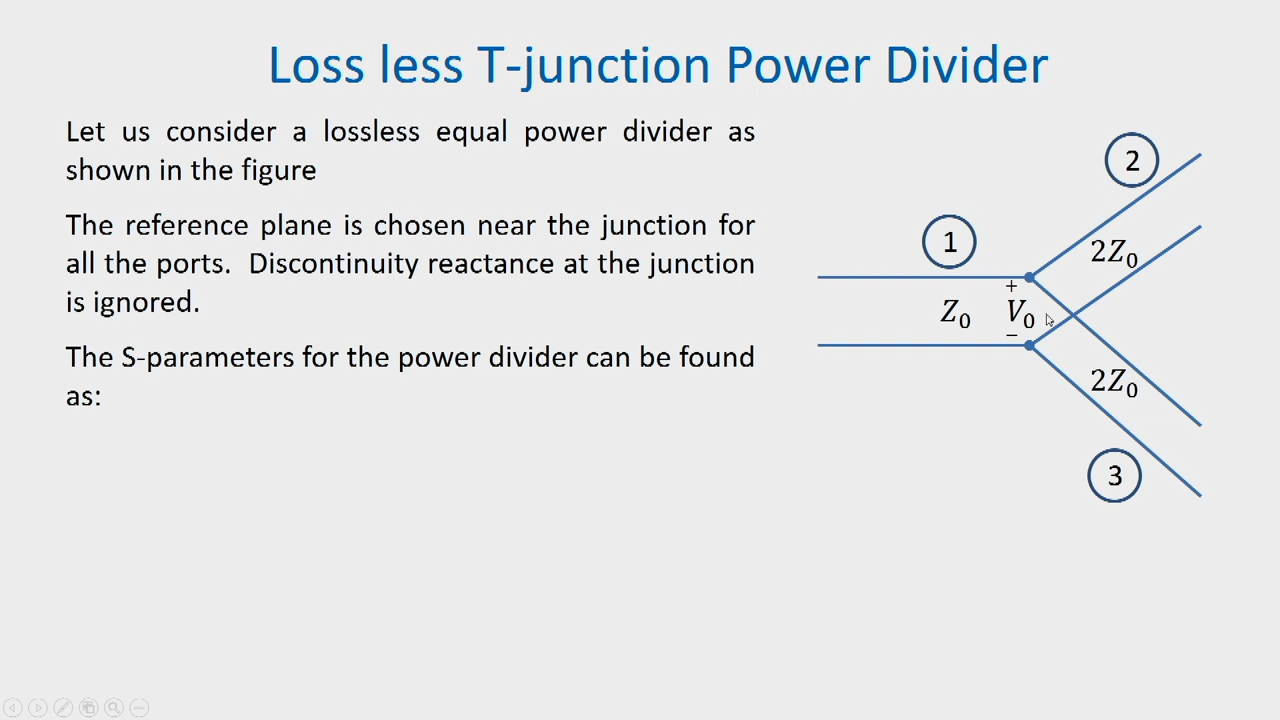 Loss less T-junction Power Divider
Let us consider a lossless equal power divider as
shown in the figure
The reference plane is chosen near the junction for
all the ports. Discontinuity reactance at the junction
is ignored.
The S-parameters for the power divider can be found
as:
2
1
2Z₀
+
Z₀ V₀
−
2Z₀
3